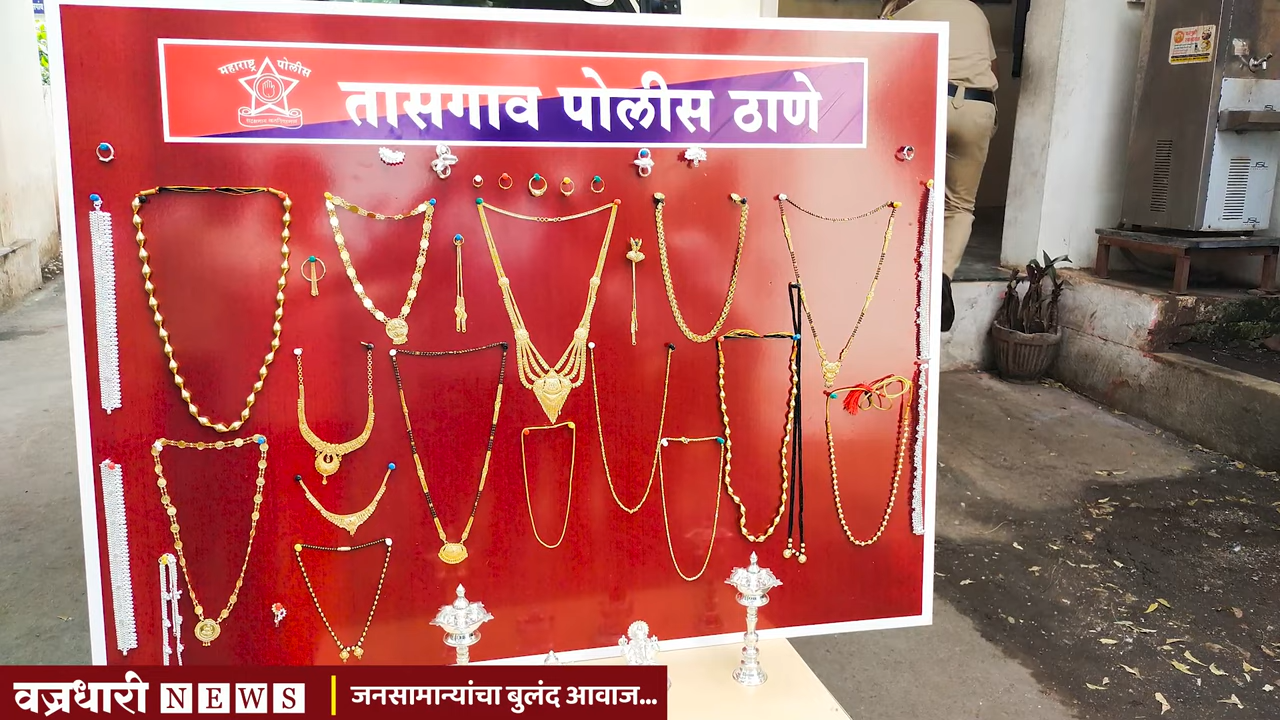 महाराष्ट्र पोलीस
तासगाव पोलीस ठाणे
वज्रधारी NEWS
जनसामान्यांचा बुलंद आवाज...